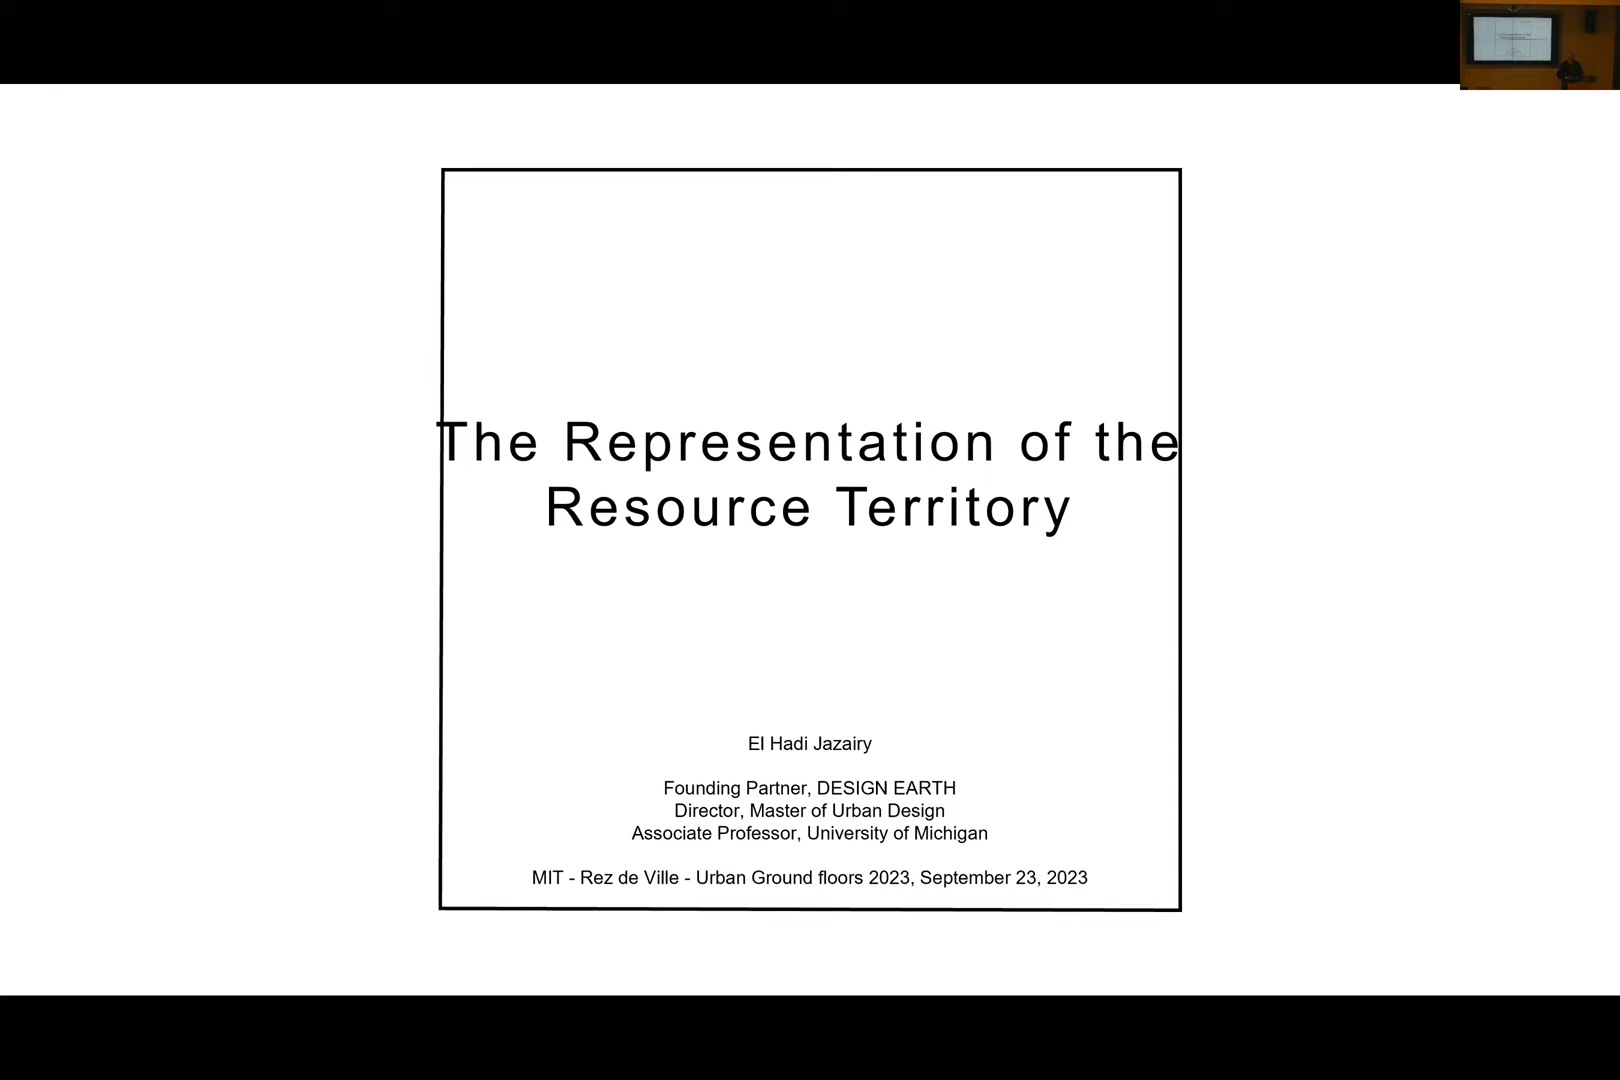 The Representation of the
Resource Territory
El Hadi Jazairy
Founding Partner, DESIGN EARTH
Director, Master of Urban Design
Associate Professor, University of Michigan
MIT - Rez de Ville - Urban Ground floors 2023, September 23, 2023